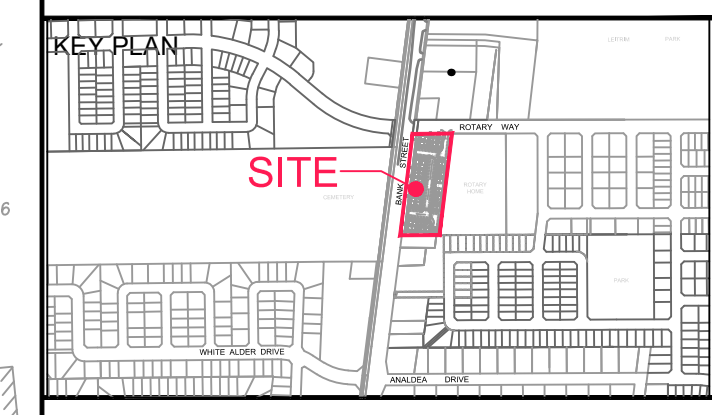 KEY PLAN
LEITRIM PARK
ROTARY WAY
BANK STREET
SITE
ROTARY
HOME
CEMETERY
6
PARK
WHITE ALDER DRIVE
ANALDEA DRIVE